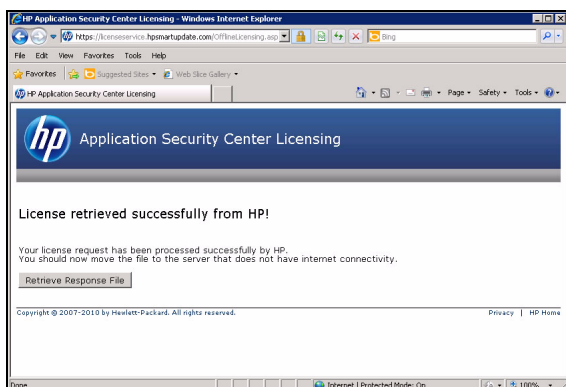 HP Application Security Center Licensing - Windows Internet Explorer
https://licenseservice.hpsmartupdate.com/OfflineLicensing.asp
Bing
File Edit View Favorites Tools Help
Favorites Suggested Sites Web Slice Gallery
HP Application Security Center Licensing Page Safety Tools
hp Application Security Center Licensing
License retrieved successfully from HP!
Your license request has been processed successfully by HP.
You should now move the file to the server that does not have internet connectivity.
Retrieve Response File
Copyright © 2007-2010 by Hewlett-Packard. All rights reserved. Privacy | HP Home
Done Internet | Protected Mode: On 100%